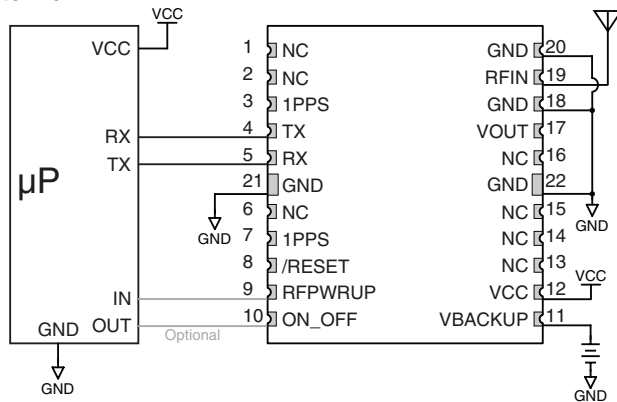 VCC
VCC
RX
TX
µP
IN
OUT
GND
GND
Optional
1 NC
2 NC
3 1PPS
4 TX
5 RX
21 GND
GND
6 NC
7 1PPS
8 /RESET
9 RFPWRUP
10 ON_OFF
GND 20
RFIN 19
GND 18
VOUT 17
NC 16
GND 22
GND
NC 15
NC 14
NC 13
VCC
VCC 12
VBACKUP 11
GND